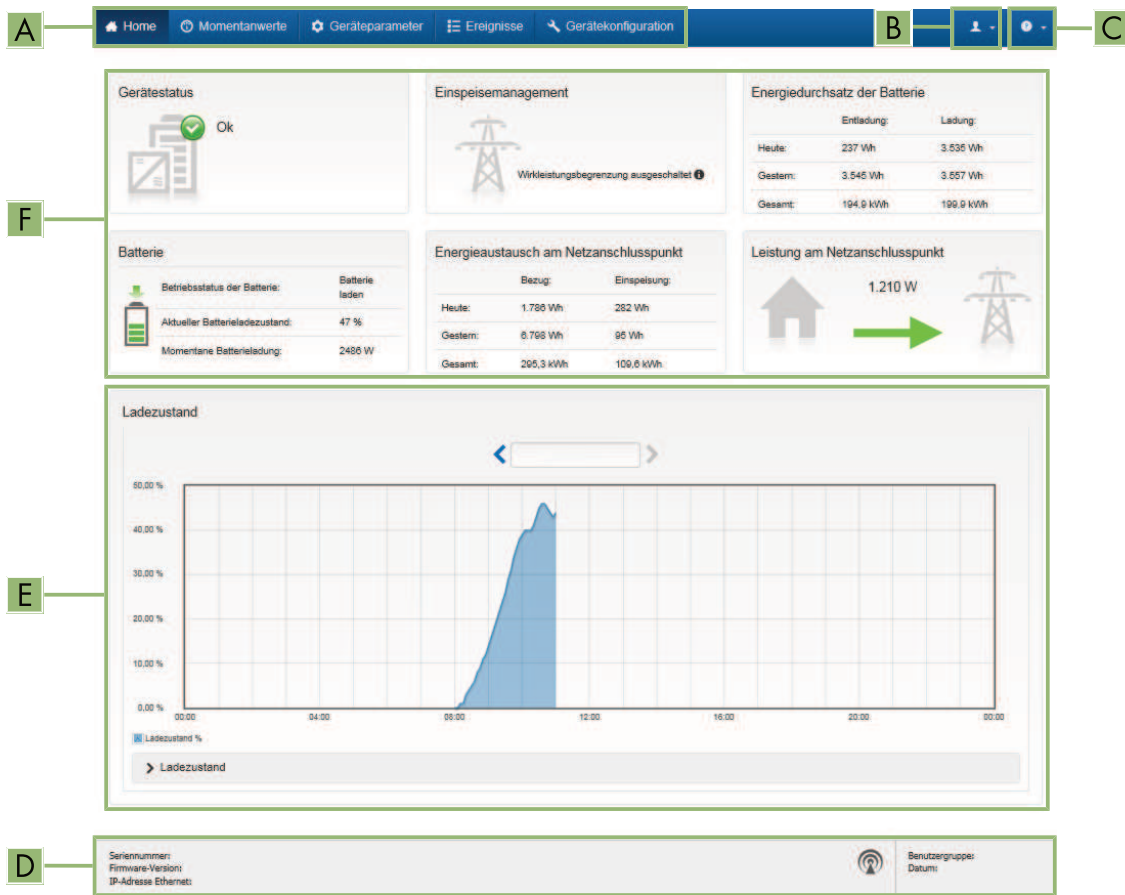 A
Home Momentanwerte Geräteparameter Ereignisse Gerätekonfiguration
B
C
F
Gerätestatus
Ok
Einspeisemanagement
Wirkleistungsbegrenzung ausgeschaltet
Energiedurchsatz der Batterie
Entladung: Ladung:
Heute: 237 Wh 3.535 Wh
Gestern: 3.545 Wh 3.557 Wh
Gesamt: 194,9 kWh 199,9 kWh
Batterie
Betriebsstatus der Batterie: Batterie laden
Aktueller Batterieladezustand: 47 %
Momentane Batterieladung: 2486 W
Energieaustausch am Netzanschlusspunkt
Bezug: Einspeisung:
Heute: 1.786 Wh 282 Wh
Gestern: 6.798 Wh 95 Wh
Gesamt: 295,3 kWh 109,6 kWh
Leistung am Netzanschlusspunkt
1.210 W
E
Ladezustand
50,00 %
40,00 %
30,00 %
20,00 %
10,00 %
0,00 %
00:00 04:00 08:00 12:00 16:00 20:00 00:00
Ladezustand %
Ladezustand
D
Seriennummer:
Firmware-Version:
IP-Adresse Ethernet:
Benutzergruppe:
Datum: